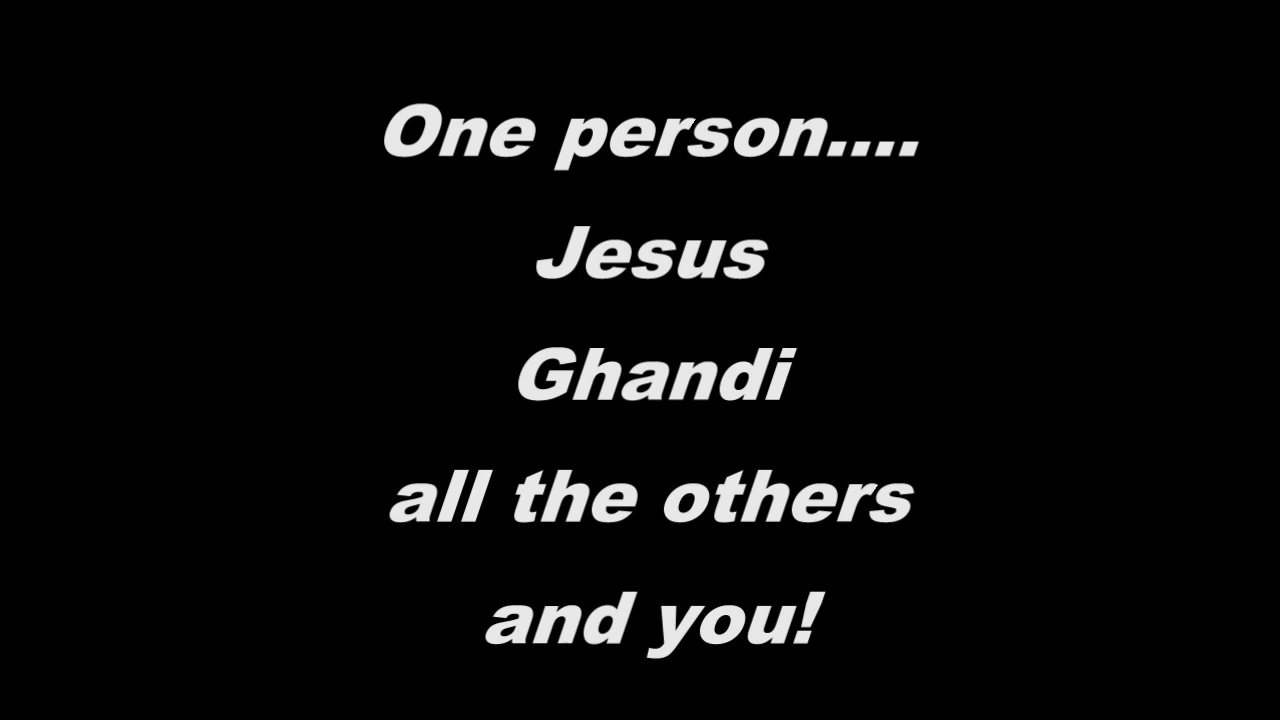 One person....
Jesus
Ghandi
all the others
and you!